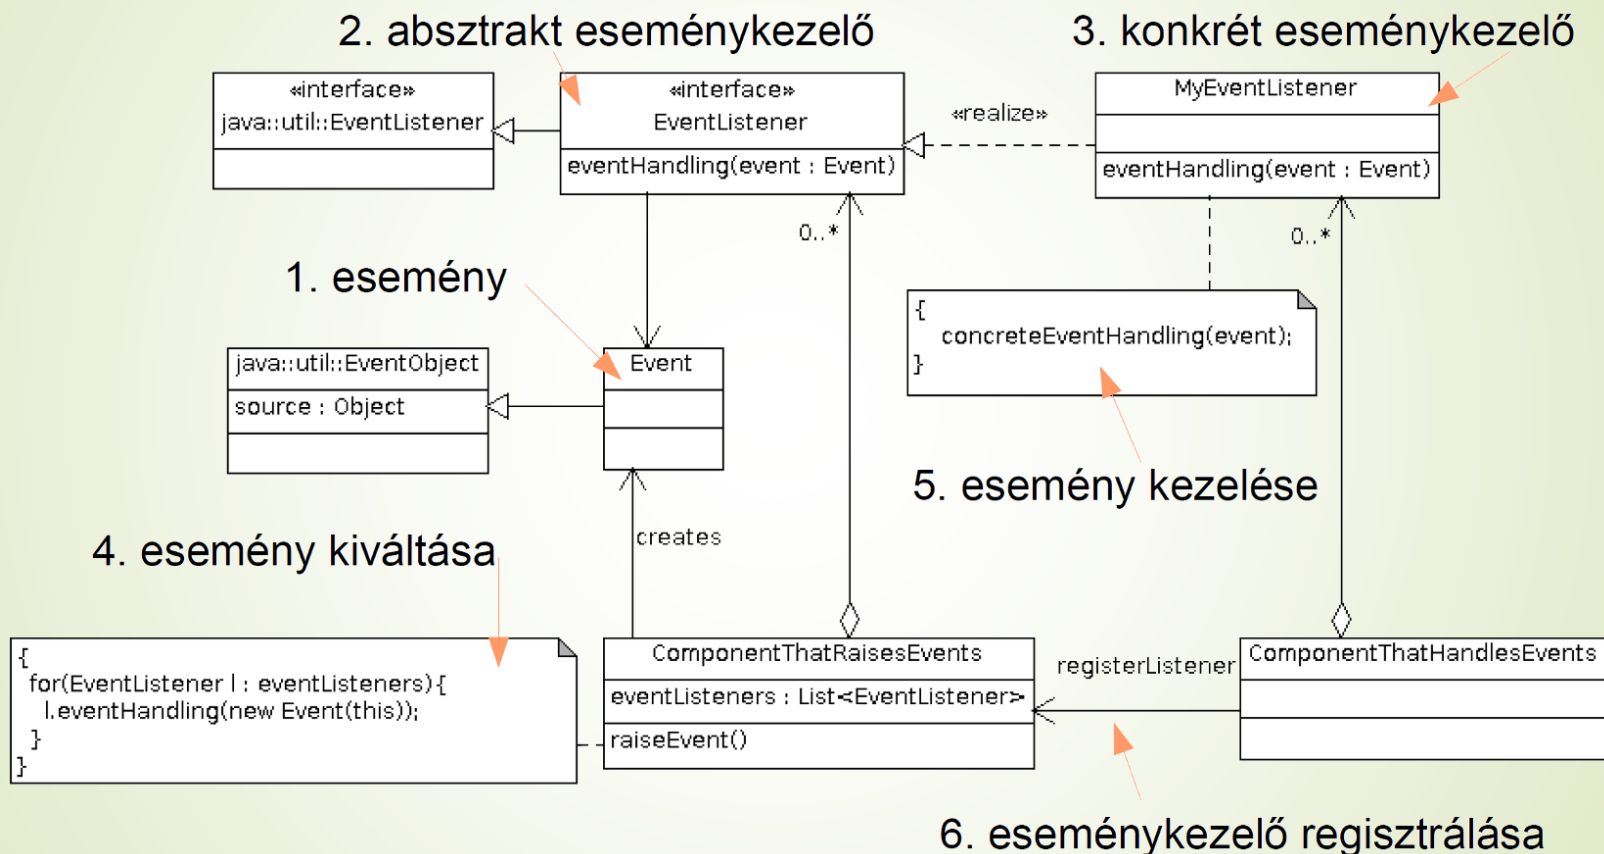 2. absztrakt eseménykezelő
3. konkrét eseménykezelő
«interface»
java::util::EventListener
«interface»
EventListener
eventHandling(event : Event)
«realize»
MyEventListener
eventHandling(event : Event)
0..*
0..*
1. esemény
{
concreteEventHandling(event);
}
java::util::EventObject
source : Object
Event
5. esemény kezelése
4. esemény kiváltása
creates
{
for(EventListener l : eventListeners){
l.eventHandling(new Event(this));
}
}
ComponentThatRaisesEvents
eventListeners : List<EventListener>
raiseEvent()
registerListener
ComponentThatHandlesEvents
6. eseménykezelő regisztrálása